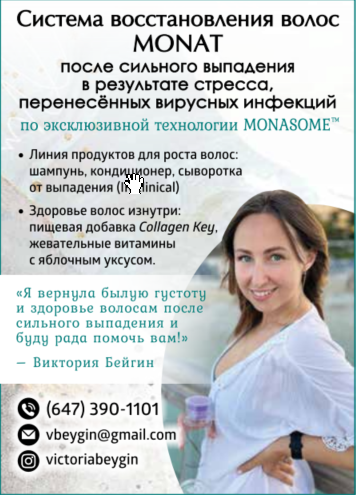 Система восстановления волос
MONAT
после сильного выпадения
в результате стресса,
перенесённых вирусных инфекций
по эксклюзивной технологии MONASOME™
• Линия продуктов для роста волос:
шампунь, кондиционер, сыворотка
от выпадения
• Здоровье волос изнутри:
пищевая добавка Collagen Key,
жевательные витамины
с яблочным уксусом.
«Я вернула былую густоту
и здоровье волосам после
сильного выпадения и
буду рада помочь вам!»
– Виктория Бейгин
(647) 390-1101
vbeygin@gmail.com
victoriabeygin